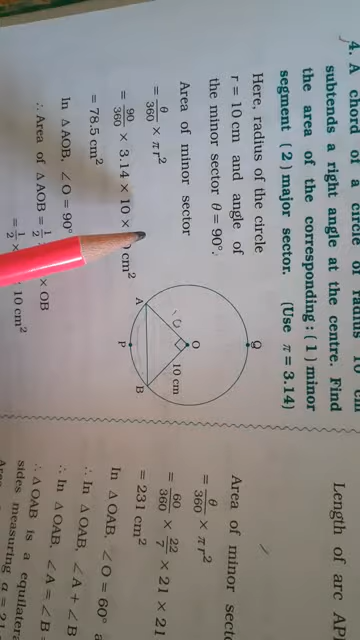 4. A chord of a circle of radius 10 cm
subtends a right angle at the centre. Find
the area of the corresponding : (1) minor
segment (2) major sector. (Use π = 3.14)
Here, radius of the circle
r = 10 cm and angle of
the minor sector θ = 90°.
Area of minor sector
= θ/360 × πr²
= 90/360 × 3.14 × 10 × cm²
= 78.5 cm²
In △AOB, ∠O = 90°
∴ Area of △AOB = 1/2 × OB
= 1/2 × 10 cm²
Q
O
10 cm
A
B
P
Length of arc
Area of minor
= θ/360 × πr²
= 60/360 × 22/7 × 21 × 21
= 231 cm²
In △OAB, ∠O = 60°
∴ In △OAB, ∠A + ∠B
∴ In △OAB, ∠A = ∠B
∴ △OAB is a
sides measuring